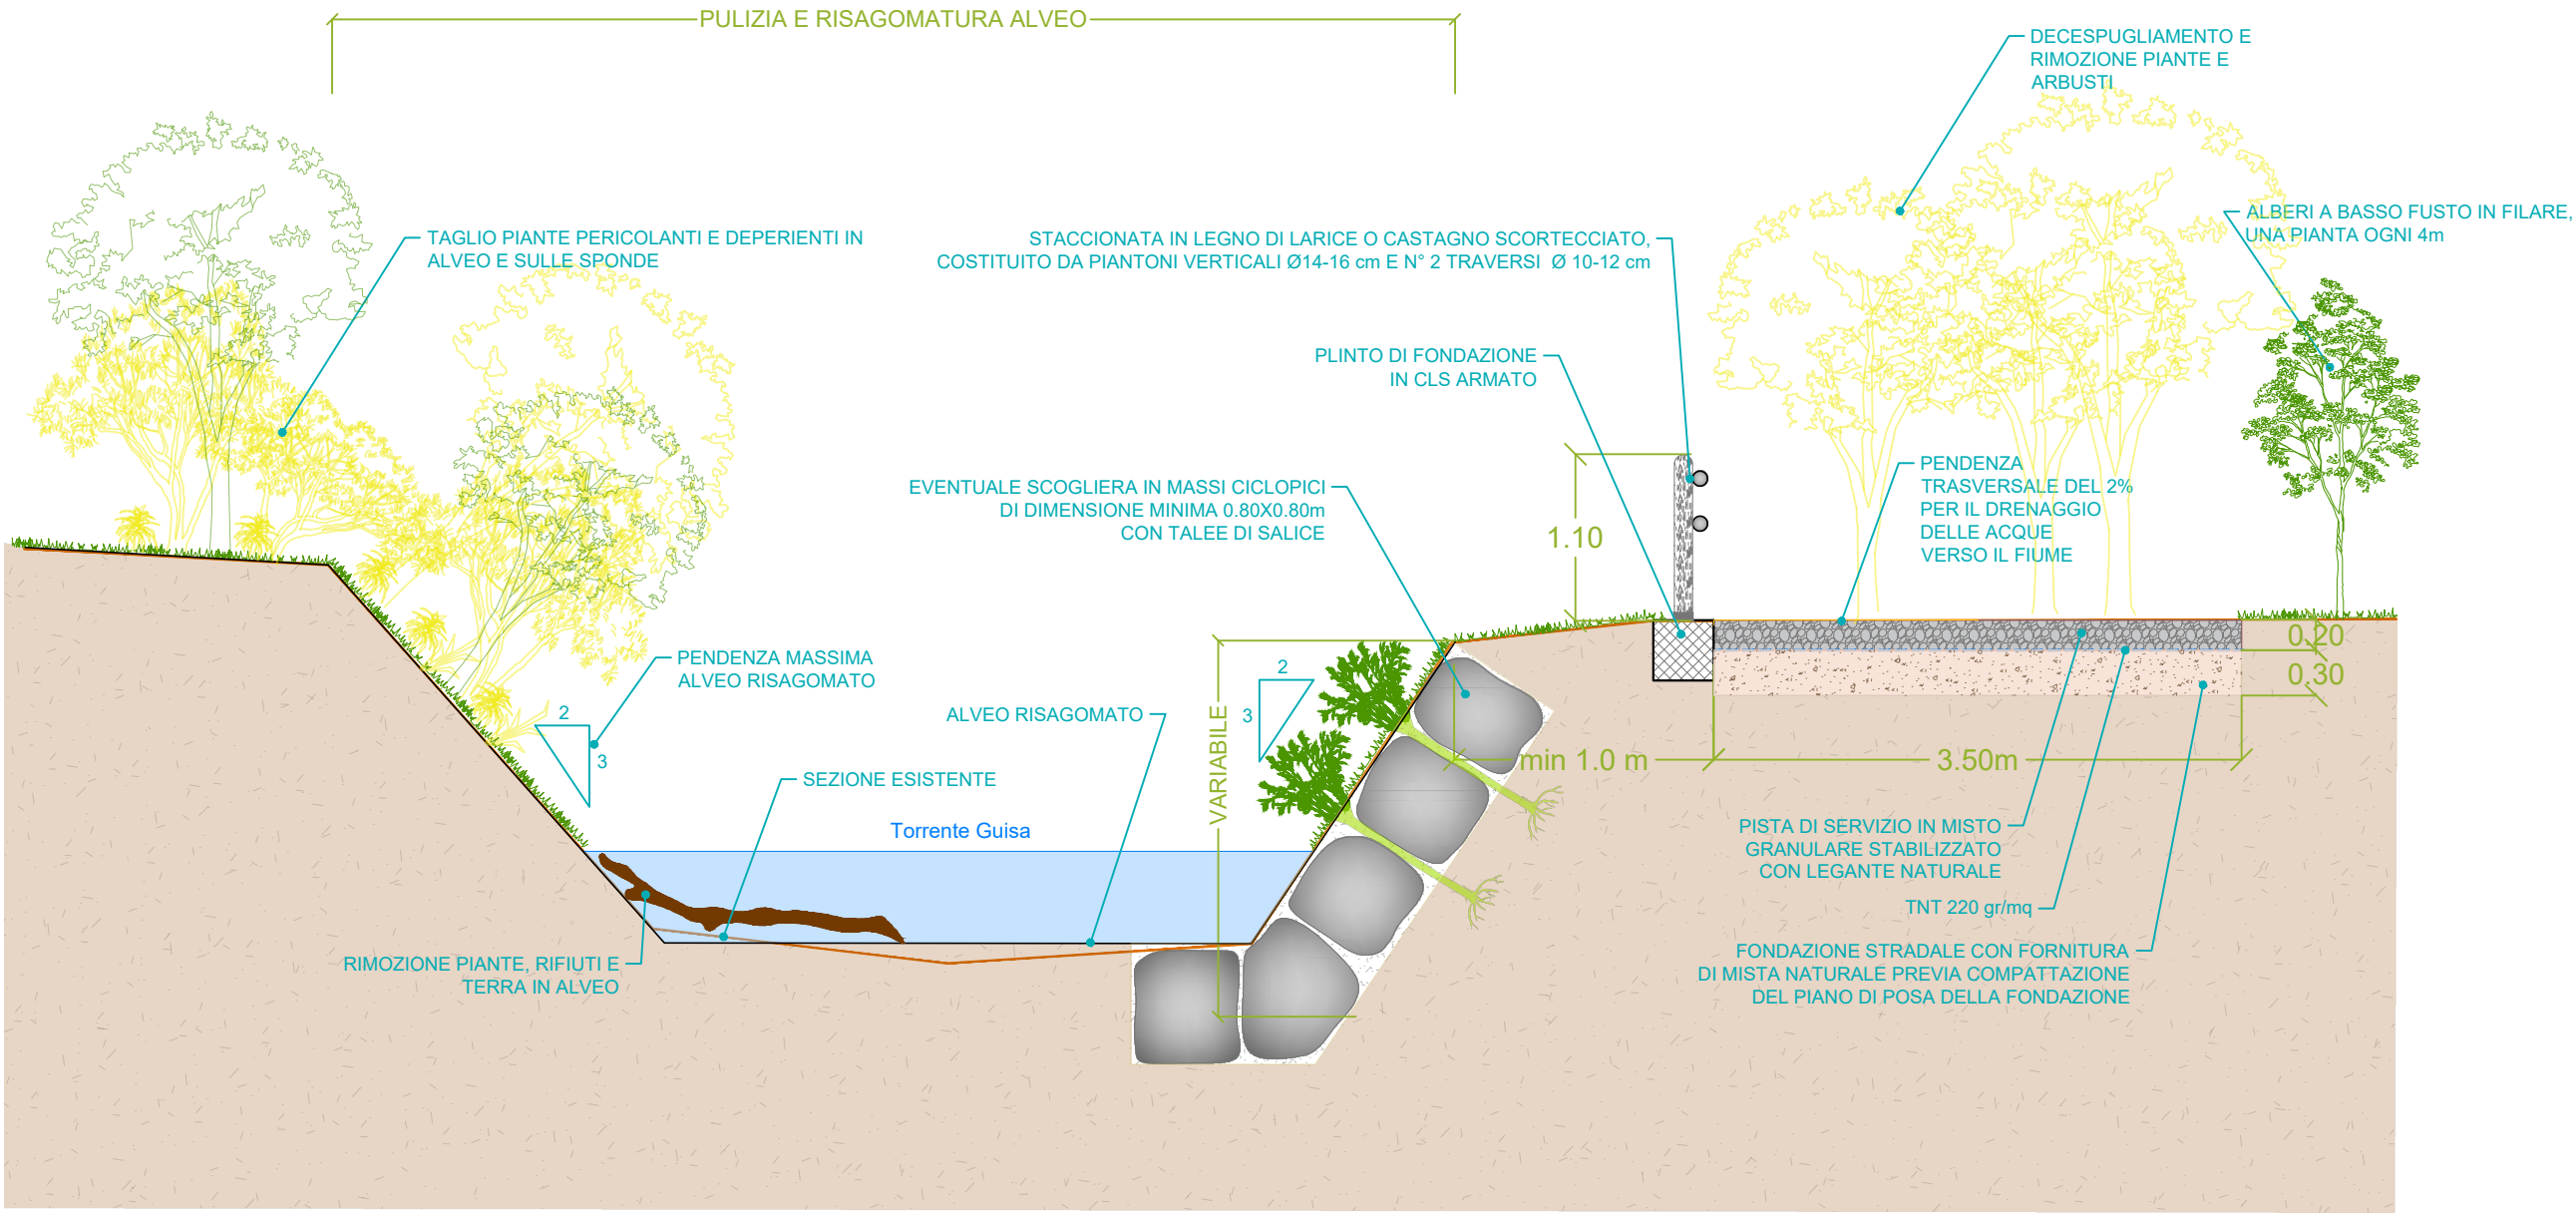 PULIZIA E RISAGOMATURA ALVEO
DECESPUGLIAMENTO E
RIMOZIONE PIANTE E
ARBUSTI
TAGLIO PIANTE PERICOLANTI E DEPERIENTI IN
ALVEO E SULLE SPONDE
STACCIONATA IN LEGNO DI LARICE O CASTAGNO SCORTECCIATO,
COSTITUITO DA PIANTONI VERTICALI Ø14-16 cm E N° 2 TRAVERSI Ø 10-12 cm
ALBERI A BASSO FUSTO IN FILARE,
UNA PIANTA OGNI 4m
PLINTO DI FONDAZIONE
IN CLS ARMATO
EVENTUALE SCOGLIERA IN MASSI CICLOPICI
DI DIMENSIONE MINIMA 0.80X0.80m
CON TALEE DI SALICE
1.10
PENDENZA
TRASVERSALE DEL 2%
PER IL DRENAGGIO
DELLE ACQUE
VERSO IL FIUME
0.20
0.30
PENDENZA MASSIMA
ALVEO RISAGOMATO
2
3
2
3
ALVEO RISAGOMATO
VARIABILE
min 1.0 m
3.50m
SEZIONE ESISTENTE
Torrente Guisa
PISTA DI SERVIZIO IN MISTO
GRANULARE STABILIZZATO
CON LEGANTE NATURALE
TNT 220 gr/mq
RIMOZIONE PIANTE, RIFIUTI E
TERRA IN ALVEO
FONDAZIONE STRADALE CON FORNITURA
DI MISTA NATURALE PREVIA COMPATTAZIONE
DEL PIANO DI POSA DELLA FONDAZIONE